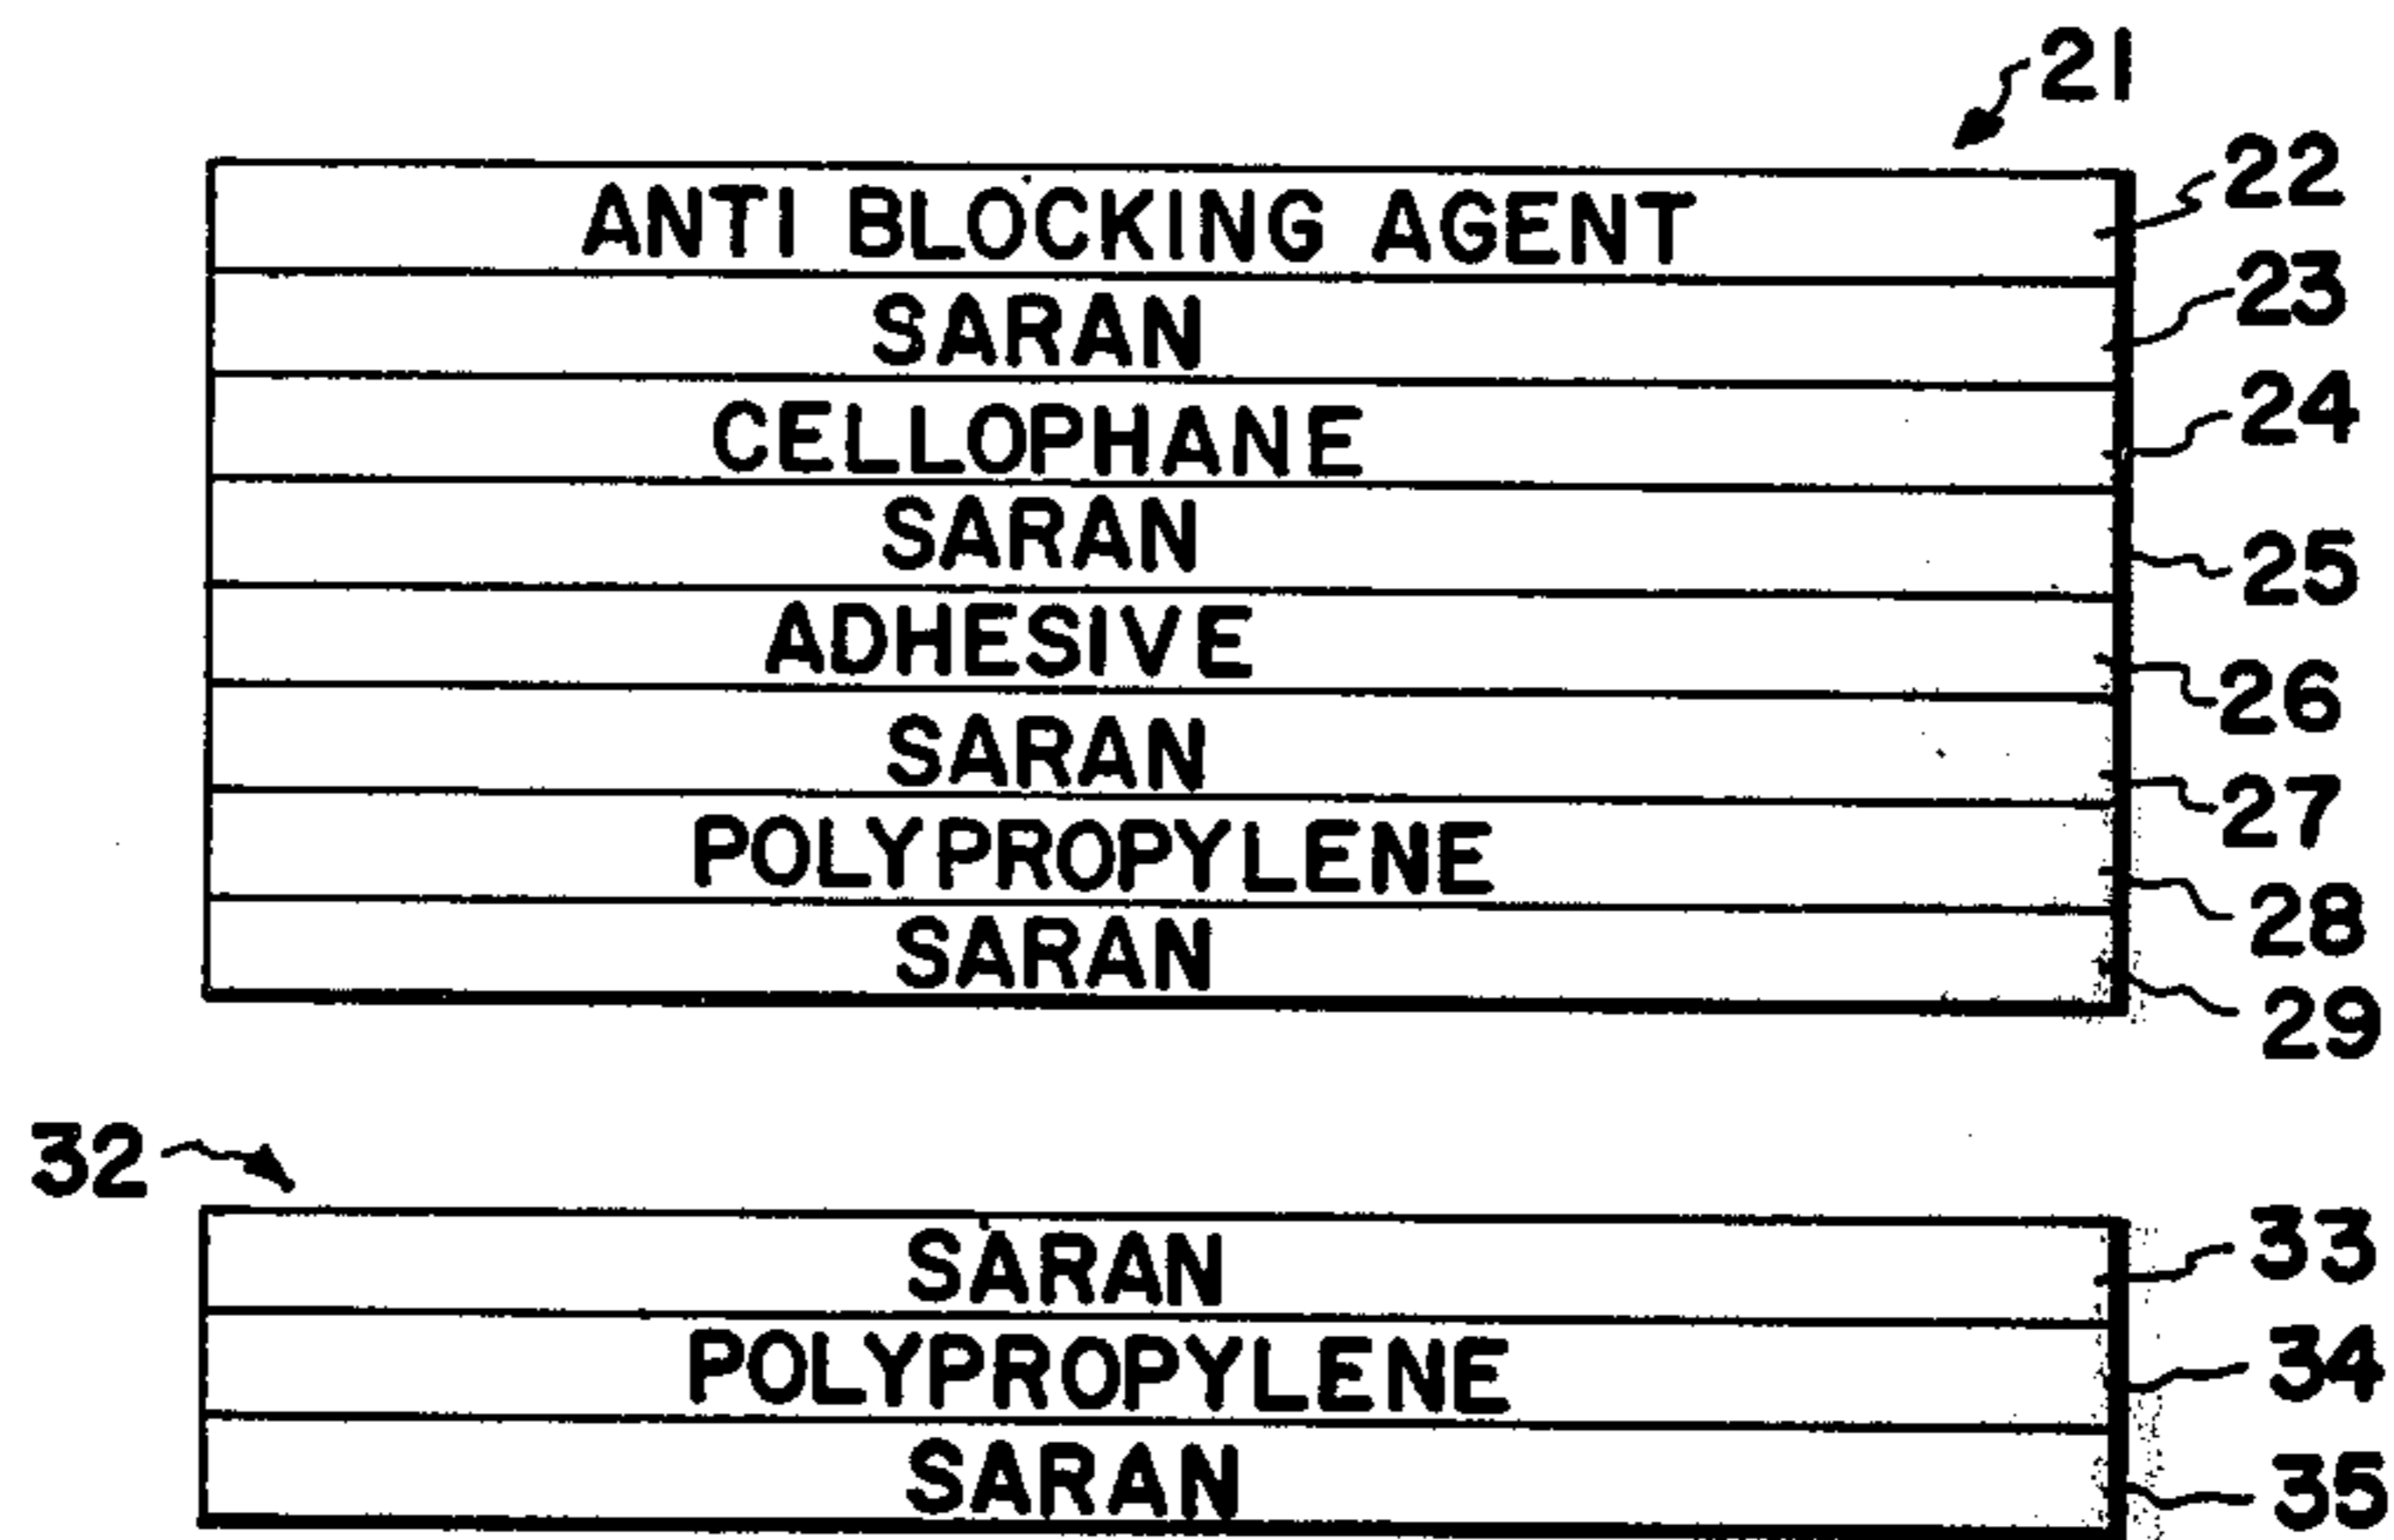 21
ANTI BLOCKING AGENT 22
SARAN 23
CELLOPHANE 24
SARAN 25
ADHESIVE 26
SARAN 27
POLYPROPYLENE 28
SARAN 29
32
SARAN 33
POLYPROPYLENE 34
SARAN 35